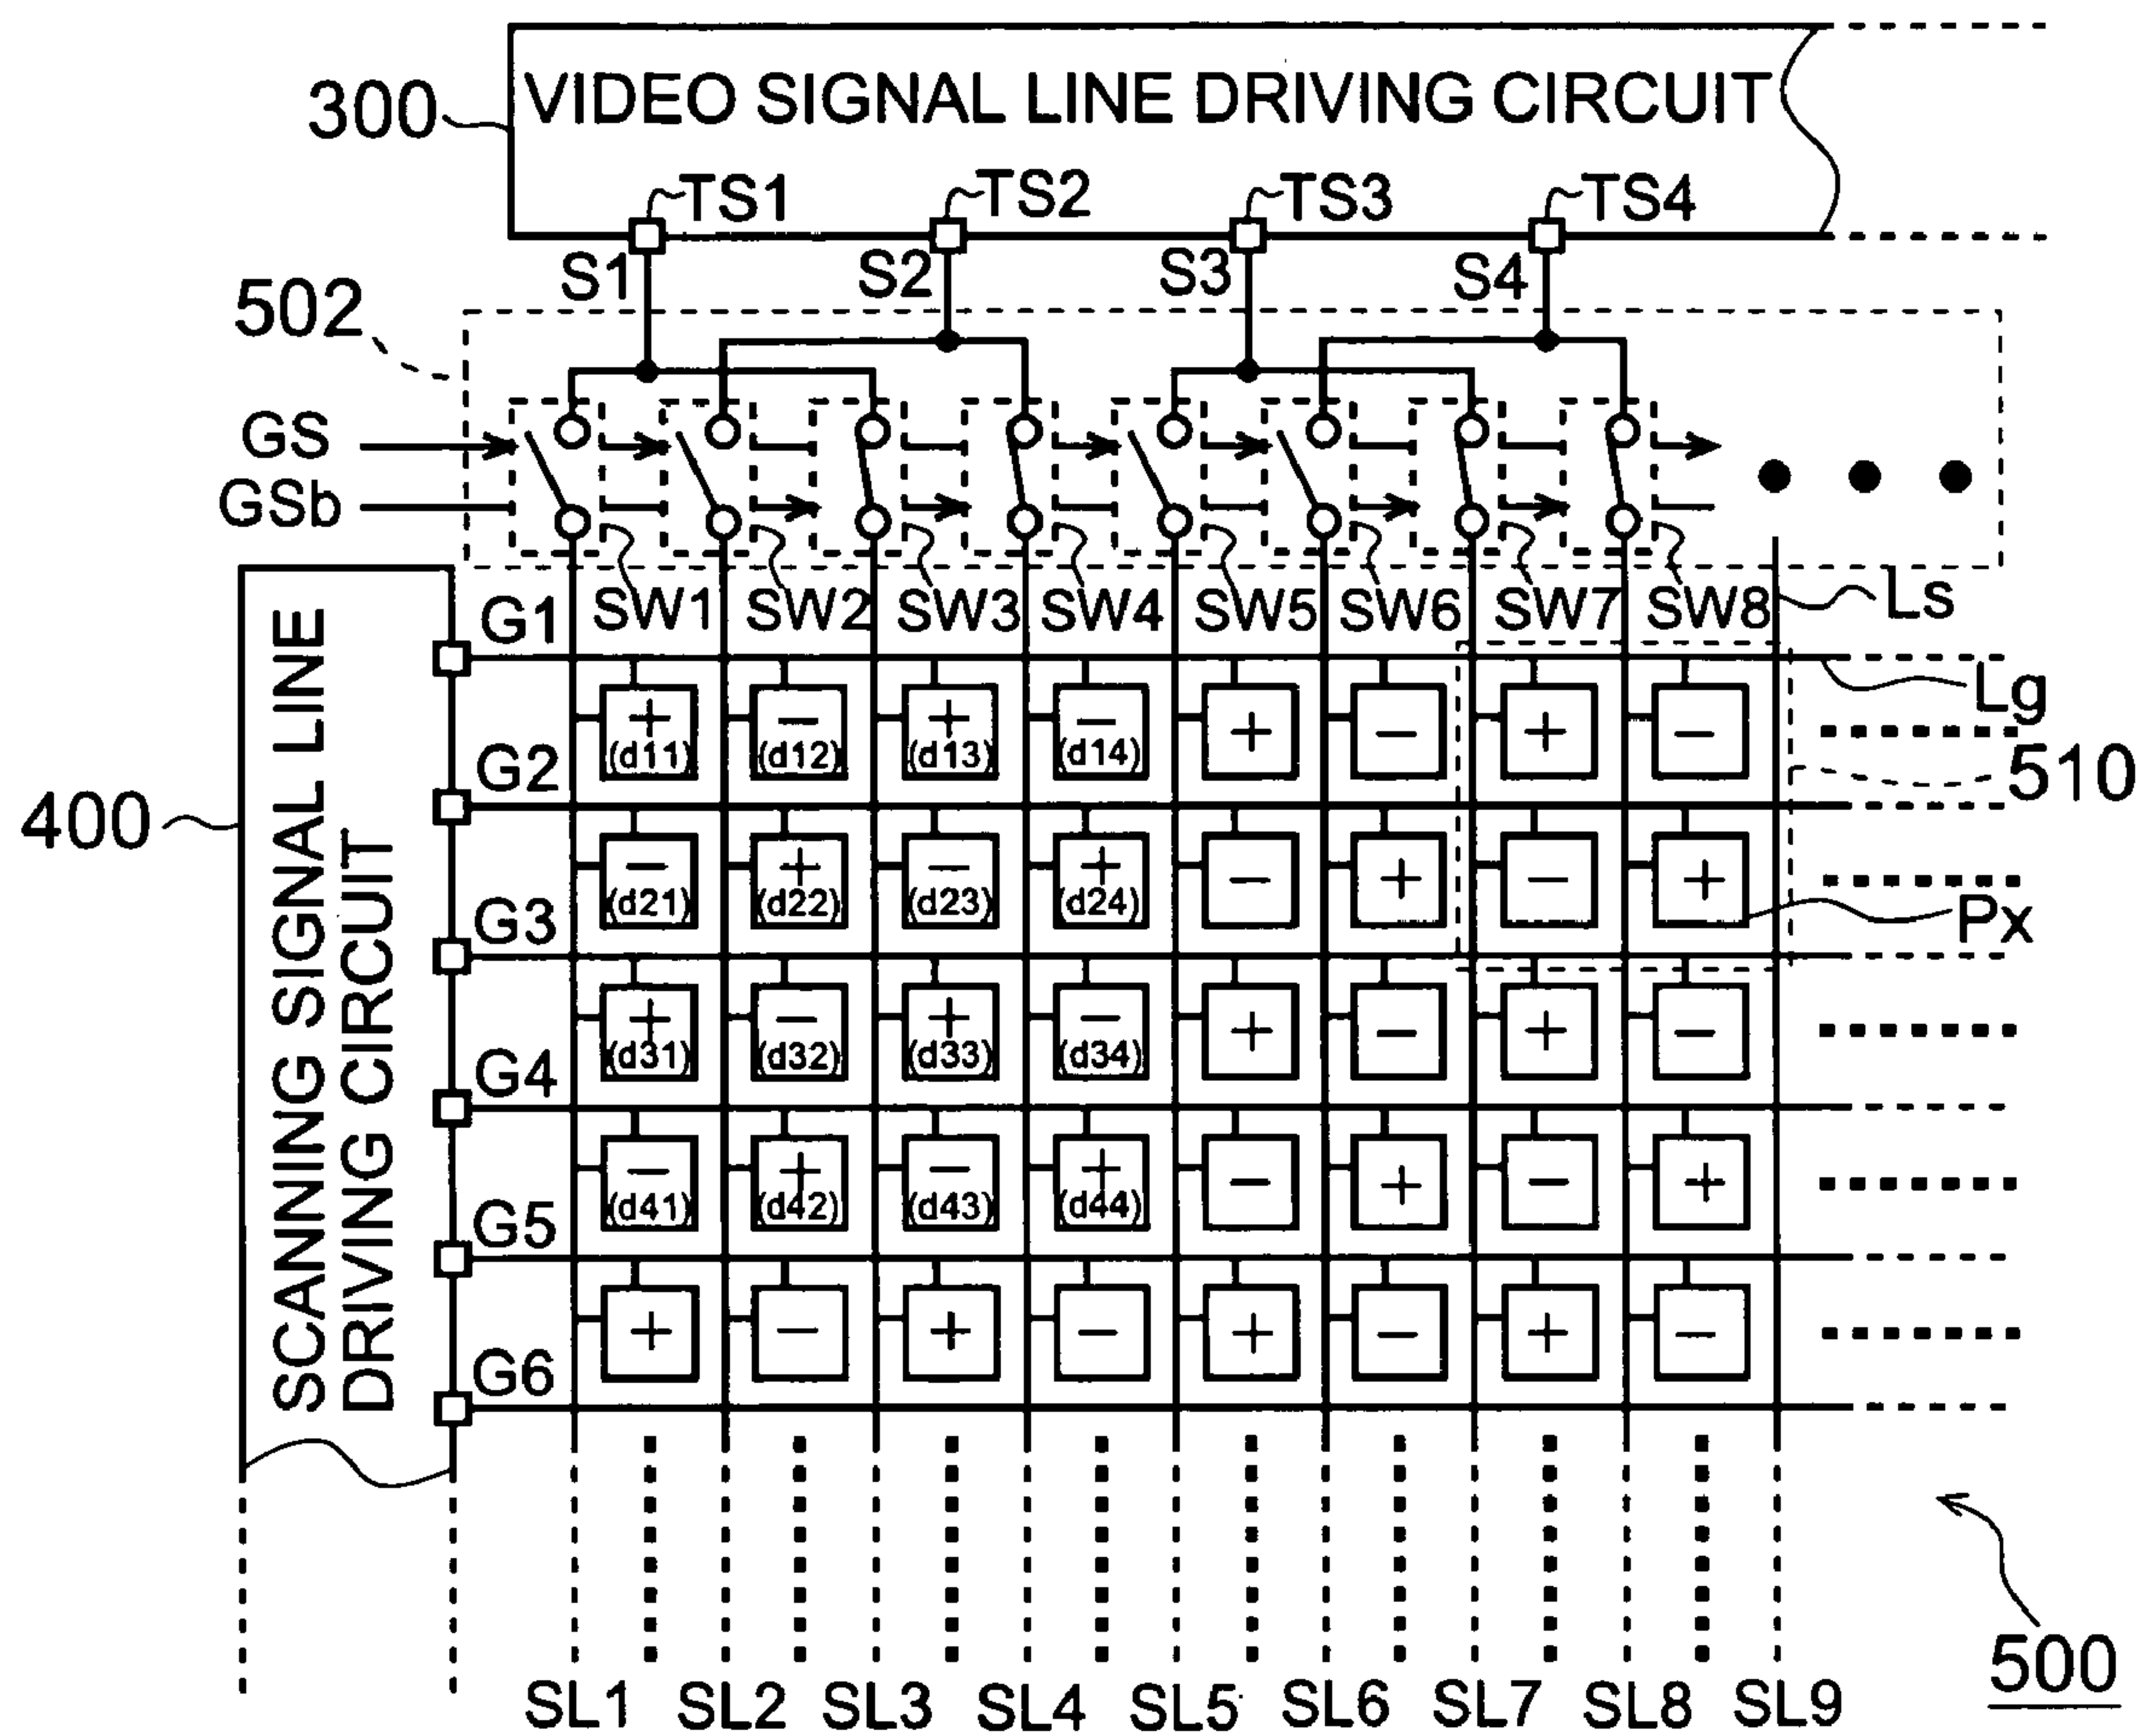 VIDEO SIGNAL LINE DRIVING CIRCUIT
300
TS1 TS2 TS3 TS4
S1 S2 S3 S4
502
GS
GSb
SW1 SW2 SW3 SW4 SW5 SW6 SW7 SW8 Ls
SCANNING SIGNAL LINE
DRIVING CIRCUIT
400
G1
Lg
+ − + − + − + −
(d11) (d12) (d13) (d14)
G2
510
− + − + − + − +
(d21) (d22) (d23) (d24)
G3
Px
+ − + − + − + −
(d31) (d32) (d33) (d34)
G4
− + − + − + − +
(d41) (d42) (d43) (d44)
G5
+ − + − + − + −
G6
500
SL1 SL2 SL3 SL4 SL5 SL6 SL7 SL8 SL9